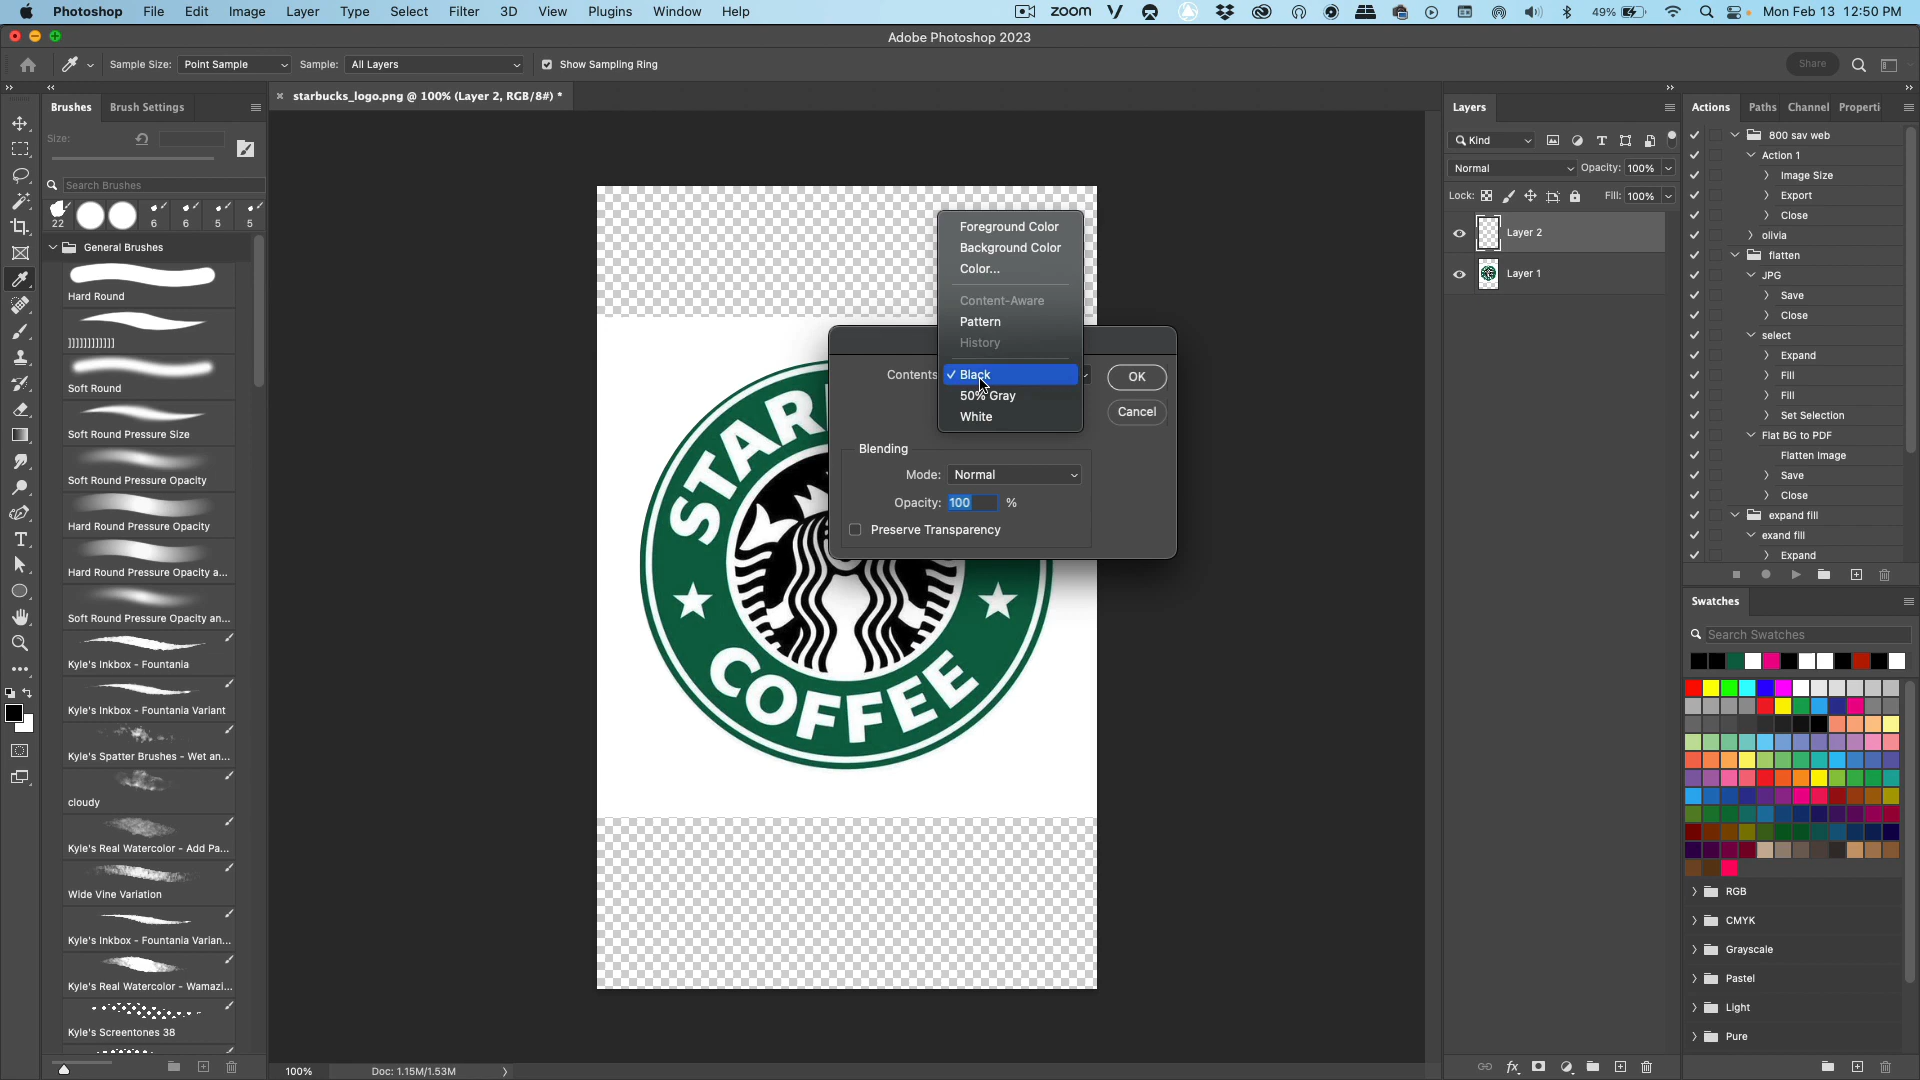 Photoshop File Edit Image Layer Type Select Filter 3D View Plugins Window Help
zoom 49% Mon Feb 13 12:50 PM
Adobe Photoshop 2023
Sample Size: Point Sample Sample: All Layers Show Sampling Ring Share
Brushes Brush Settings
starbucks_logo.png @ 100% (Layer 2, RGB/8#) *
Size:
Search Brushes
22 6 6 5 5
General Brushes
Hard Round
]]]]]]]]]]]]
Soft Round
Soft Round Pressure Size
Soft Round Pressure Opacity
Hard Round Pressure Opacity
Hard Round Pressure Opacity a...
Soft Round Pressure Opacity an...
Kyle's Inkbox - Fountania
Kyle's Inkbox - Fountania Variant
Kyle's Spatter Brushes - Wet an...
cloudy
Kyle's Real Watercolor - Add Pa...
Wide Vine Variation
Kyle's Inkbox - Fountania Varian...
Kyle's Real Watercolor - Wamazi...
Kyle's Screentones 38
Foreground Color
Background Color
Color...
Content-Aware
Pattern
History
Contents
Black
50% Gray
White
OK
Cancel
Blending
Mode: Normal
Opacity: 100 %
Preserve Transparency
STAR
COFFEE
100% Doc: 1.15M/1.53M
Layers
Kind
Normal Opacity: 100%
Lock: Fill: 100%
Layer 2
Layer 1
Actions Paths Channel Properti
800 sav web
Action 1
Image Size
Export
Close
olivia
flatten
JPG
Save
Close
select
Expand
Fill
Fill
Set Selection
Flat BG to PDF
Flatten Image
Save
Close
expand fill
exand fill
Expand
Swatches
Search Swatches
RGB
CMYK
Grayscale
Pastel
Light
Pure